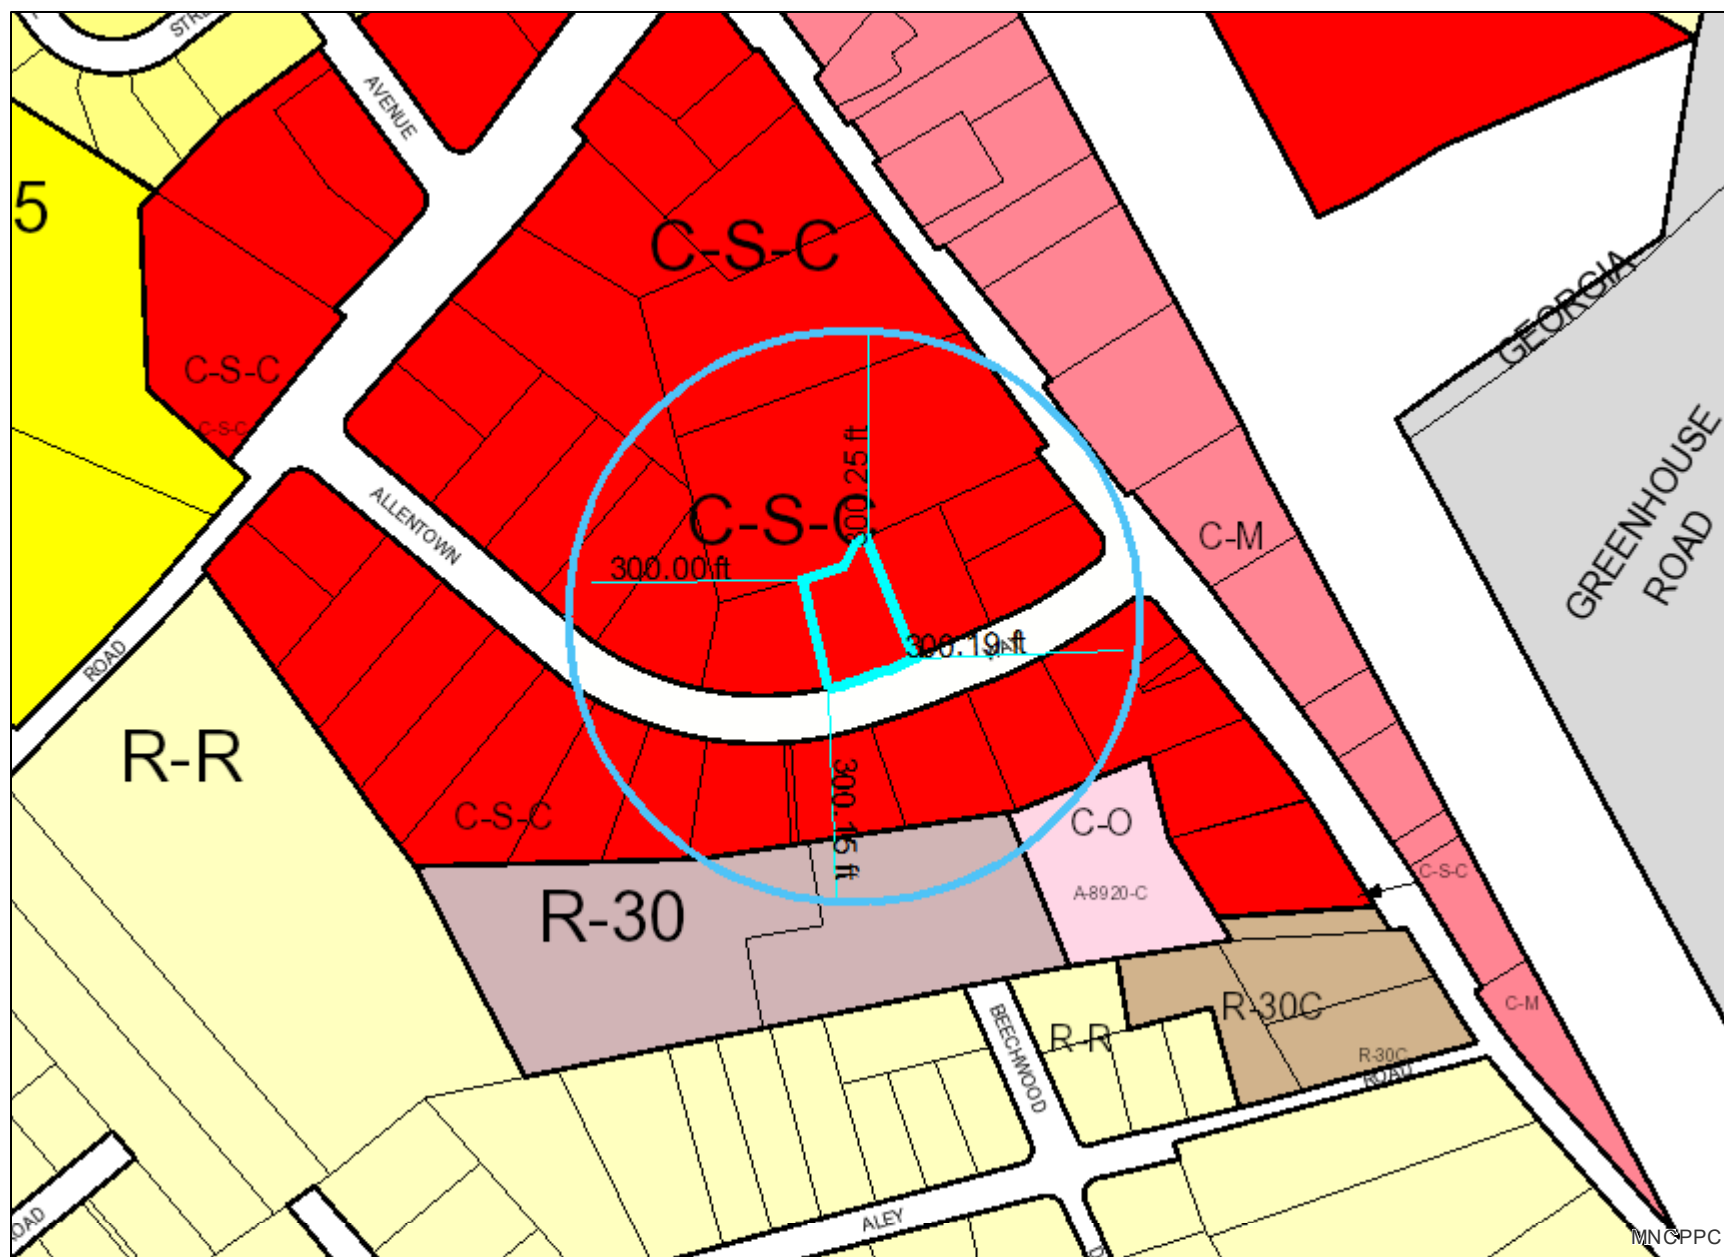 STRE
AVENUE
5
C-S-C
GEORGIA
C-S-C
C-S-C
GREENHOUSE
ROAD
300.25 ft
C-S-C
ALLENTOWN
C-M
300.00 ft
300.19 ft
ROAD
R-R
300.15 ft
C-S-C
C-O
A-8920-C
C-S-C
R-30
R-30C
C-M
BEECHWOOD
R-R
R-30C
ROAD
ROAD
ALEY
D
MNCPPC